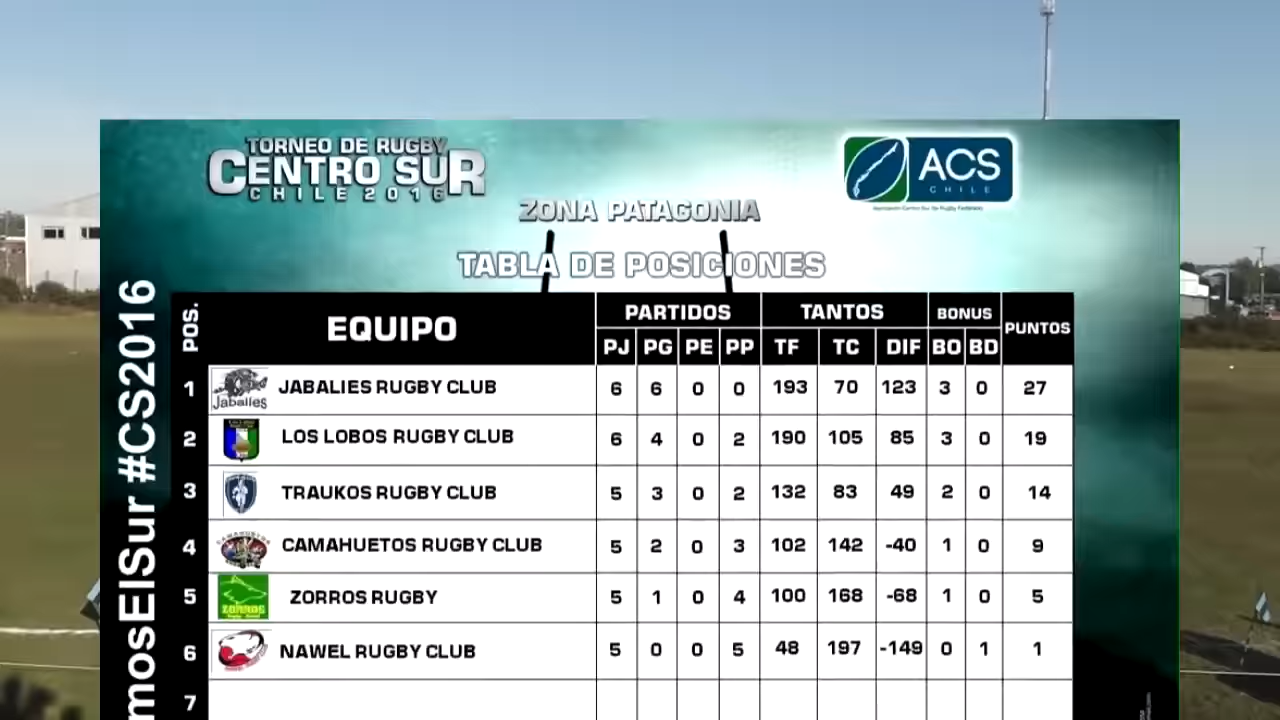 TORNEO DE RUGBY
CENTRO SUR
CHILE 2016
ACS
CHILE
ZONA PATAGONIA
TABLA DE POSICIONES
mosElSur #CS2016
POS. EQUIPO PARTIDOS TANTOS BONUS PUNTOS
PJ PG PE PP TF TC DIF BO BD
1 Jabalies JABALIES RUGBY CLUB 6 6 0 0 193 70 123 3 0 27
2 LOS LOBOS RUGBY CLUB 6 4 0 2 190 105 85 3 0 19
3 TRAUKOS RUGBY CLUB 5 3 0 2 132 83 49 2 0 14
4 CAMAHUETOS RUGBY CLUB 5 2 0 3 102 142 -40 1 0 9
5 ZORROS ZORROS RUGBY 5 1 0 4 100 168 -68 1 0 5
6 NAWEL RUGBY CLUB 5 0 0 5 48 197 -149 0 1 1
7